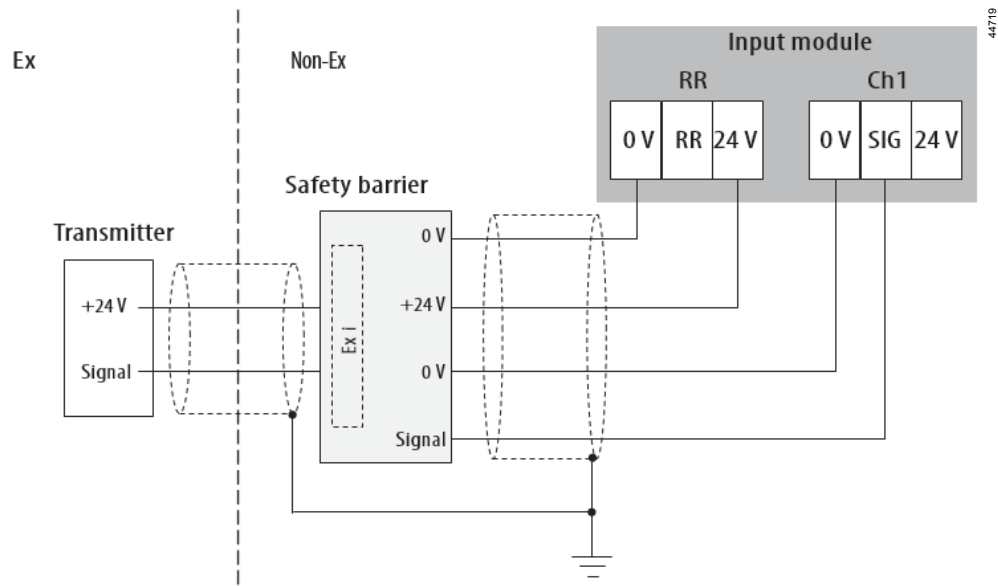 44719
Input module
Ex
Non-Ex
RR
Ch1
0 V RR 24 V
0 V SIG 24 V
Safety barrier
Transmitter
0 V
+24 V
+24 V
Ex i
Signal
0 V
Signal